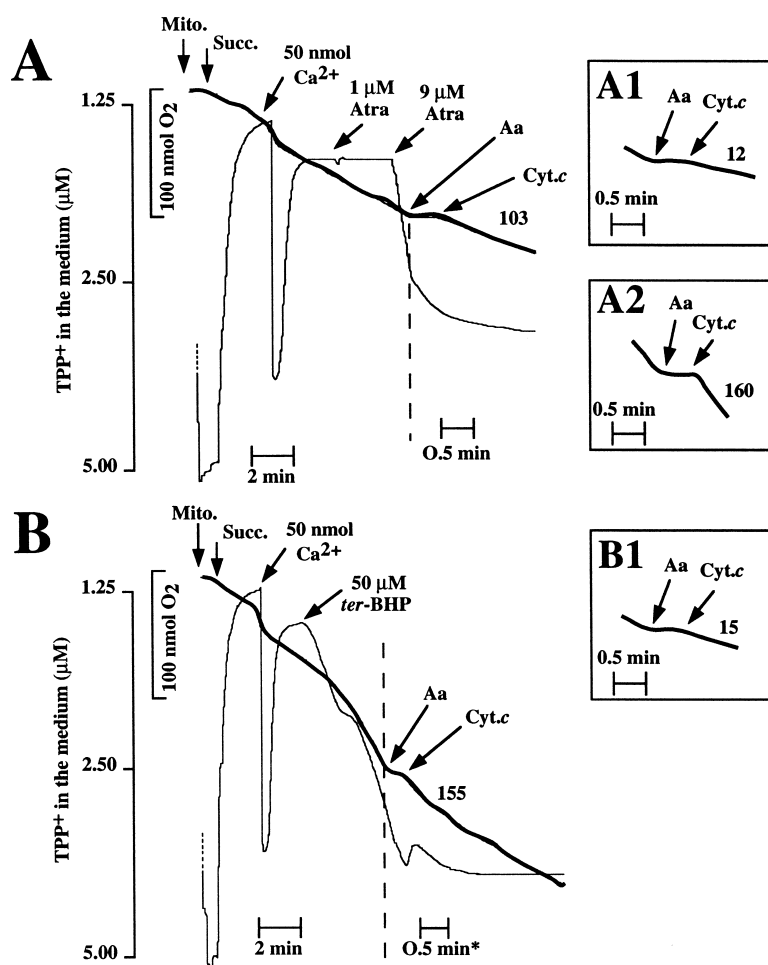 A
Mito.
Succ.
50 nmol
Ca2+
1 µM
Atra
9 µM
Atra
Aa
Cyt.c
103
1.25
2.50
5.00
100 nmol O2
TPP+ in the medium (µM)
2 min
O.5 min
A1
Aa
Cyt.c
12
0.5 min
A2
Aa
Cyt.c
160
0.5 min
B
Mito.
Succ.
50 nmol
Ca2+
50 µM
ter-BHP
Aa
Cyt.c
155
1.25
2.50
5.00
100 nmol O2
TPP+ in the medium (µM)
2 min
O.5 min*
B1
Aa
Cyt.c
15
0.5 min